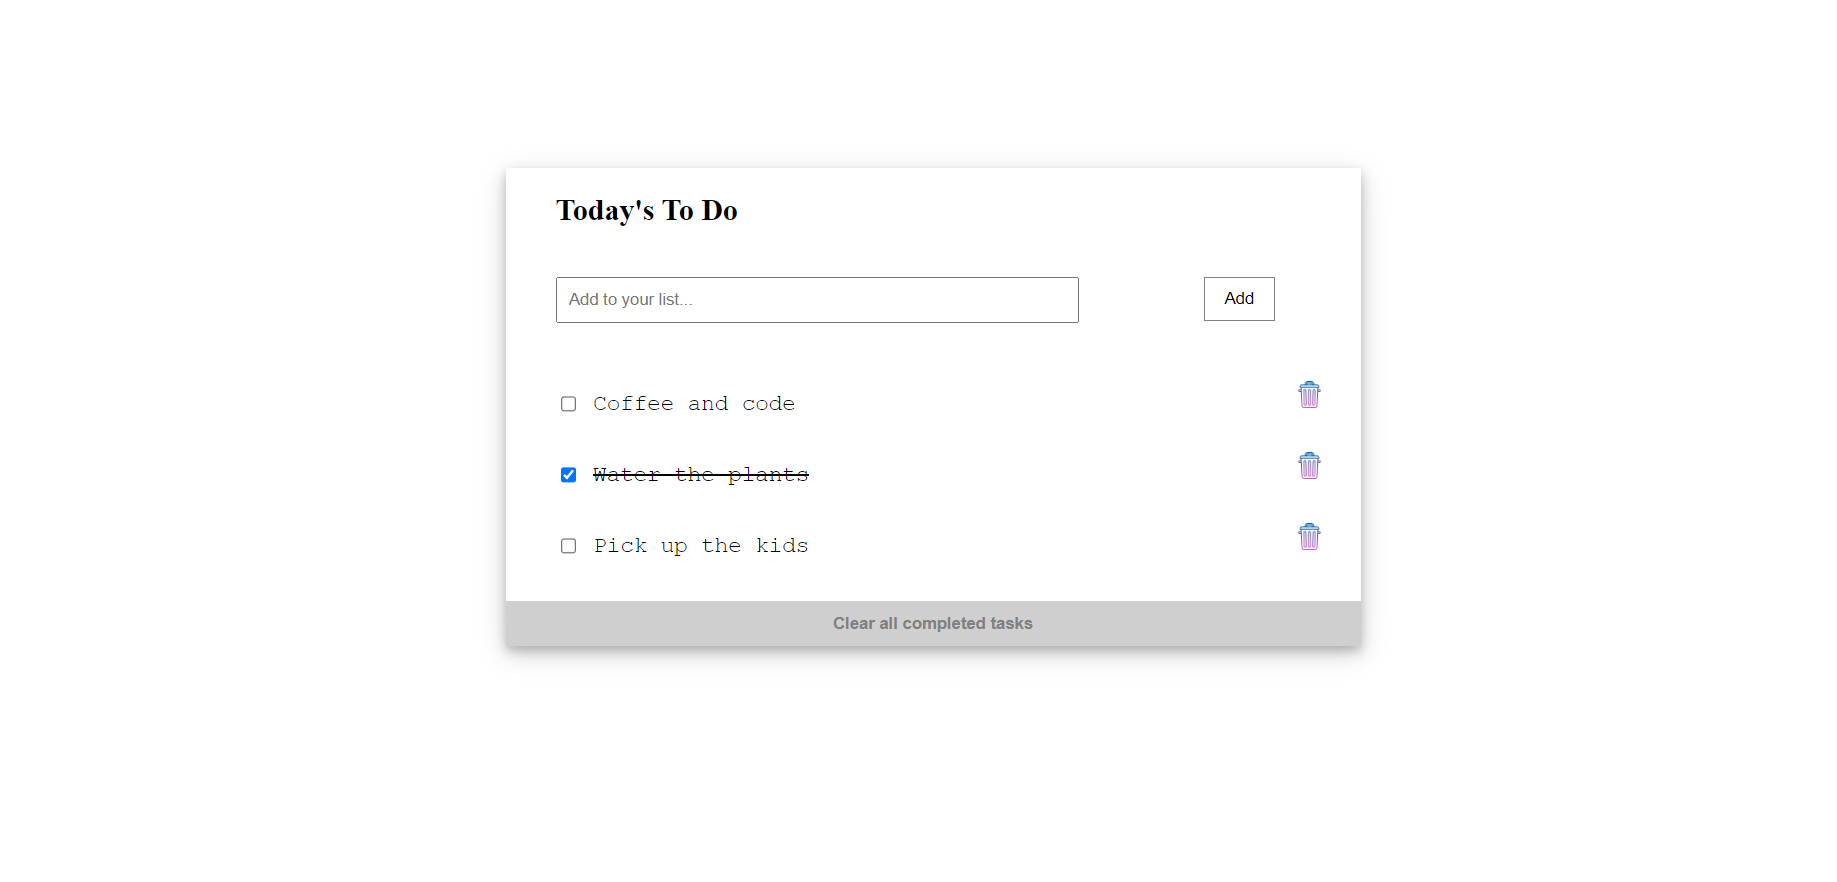 Today's To Do
Add to your list...
Add
Coffee and code
Water the plants
Pick up the kids
Clear all completed tasks